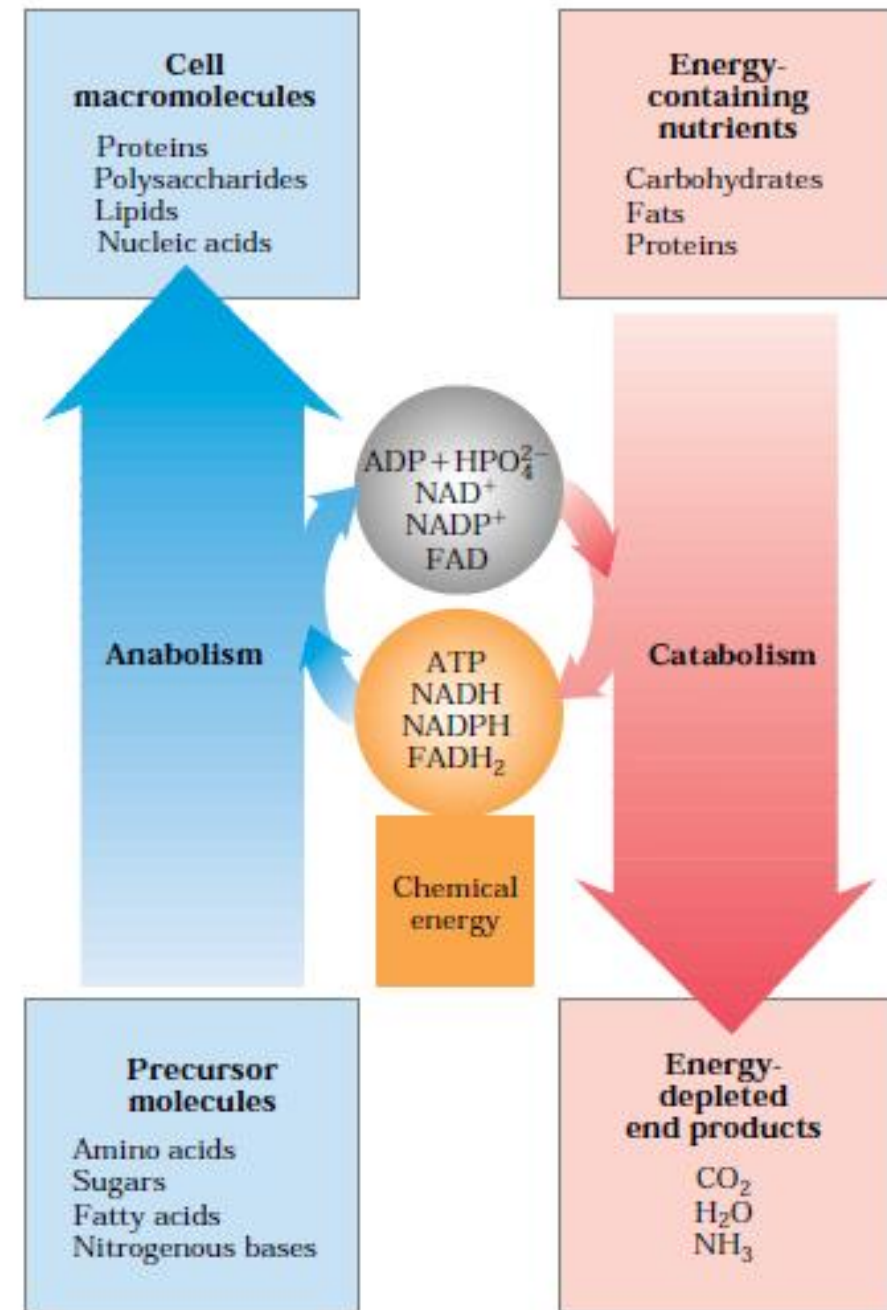 Cell
macromolecules
Proteins
Polysaccharides
Lipids
Nucleic acids
Energy-
containing
nutrients
Carbohydrates
Fats
Proteins
ADP + HPO₄²⁻
NAD⁺
NADP⁺
FAD
Anabolism
ATP
NADH
NADPH
FADH₂
Catabolism
Chemical
energy
Precursor
molecules
Amino acids
Sugars
Fatty acids
Nitrogenous bases
Energy-
depleted
end products
CO₂
H₂O
NH₃